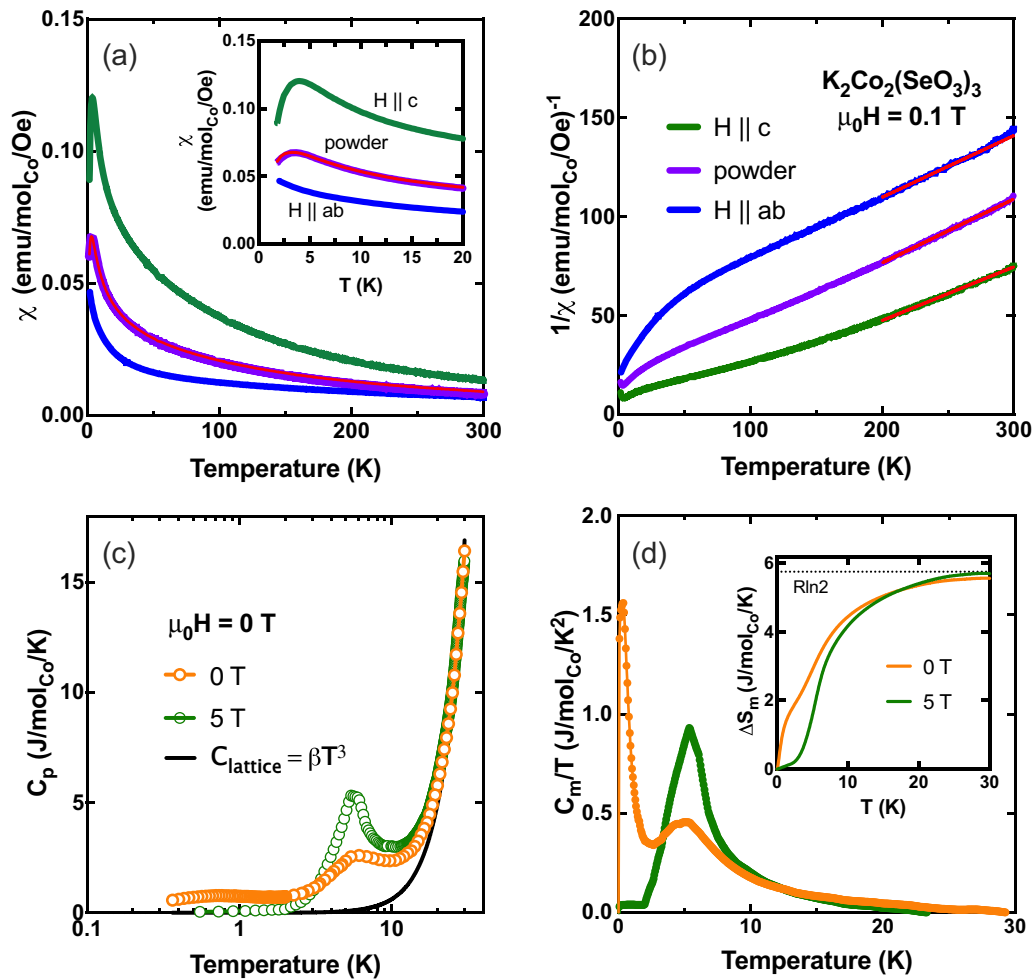 (a)
χ (emu/mol_Co/Oe)
0.15
0.10
0.05
0.00
0
100
200
300
Temperature (K)
χ
(emu/mol_Co/Oe)
0.15
0.10
0.05
0.00
H || c
powder
H || ab
0 5 10 15 20
T (K)
(b)
K₂Co₂(SeO₃)₃
μ₀H = 0.1 T
H || c
powder
H || ab
1/χ (emu/mol_Co/Oe)⁻¹
200
150
100
50
0
0
100
200
300
Temperature (K)
(c)
μ₀H = 0 T
0 T
5 T
C_lattice = βT³
C_p (J/mol_Co/K)
15
10
5
0
0.1
1
10
Temperature (K)
(d)
C_m/T (J/mol_Co/K²)
2.0
1.5
1.0
0.5
0.0
0
10
20
30
Temperature (K)
ΔS_m (J/mol_Co/K)
6
4
2
0
Rln2
0 T
5 T
0 10 20 30
T (K)